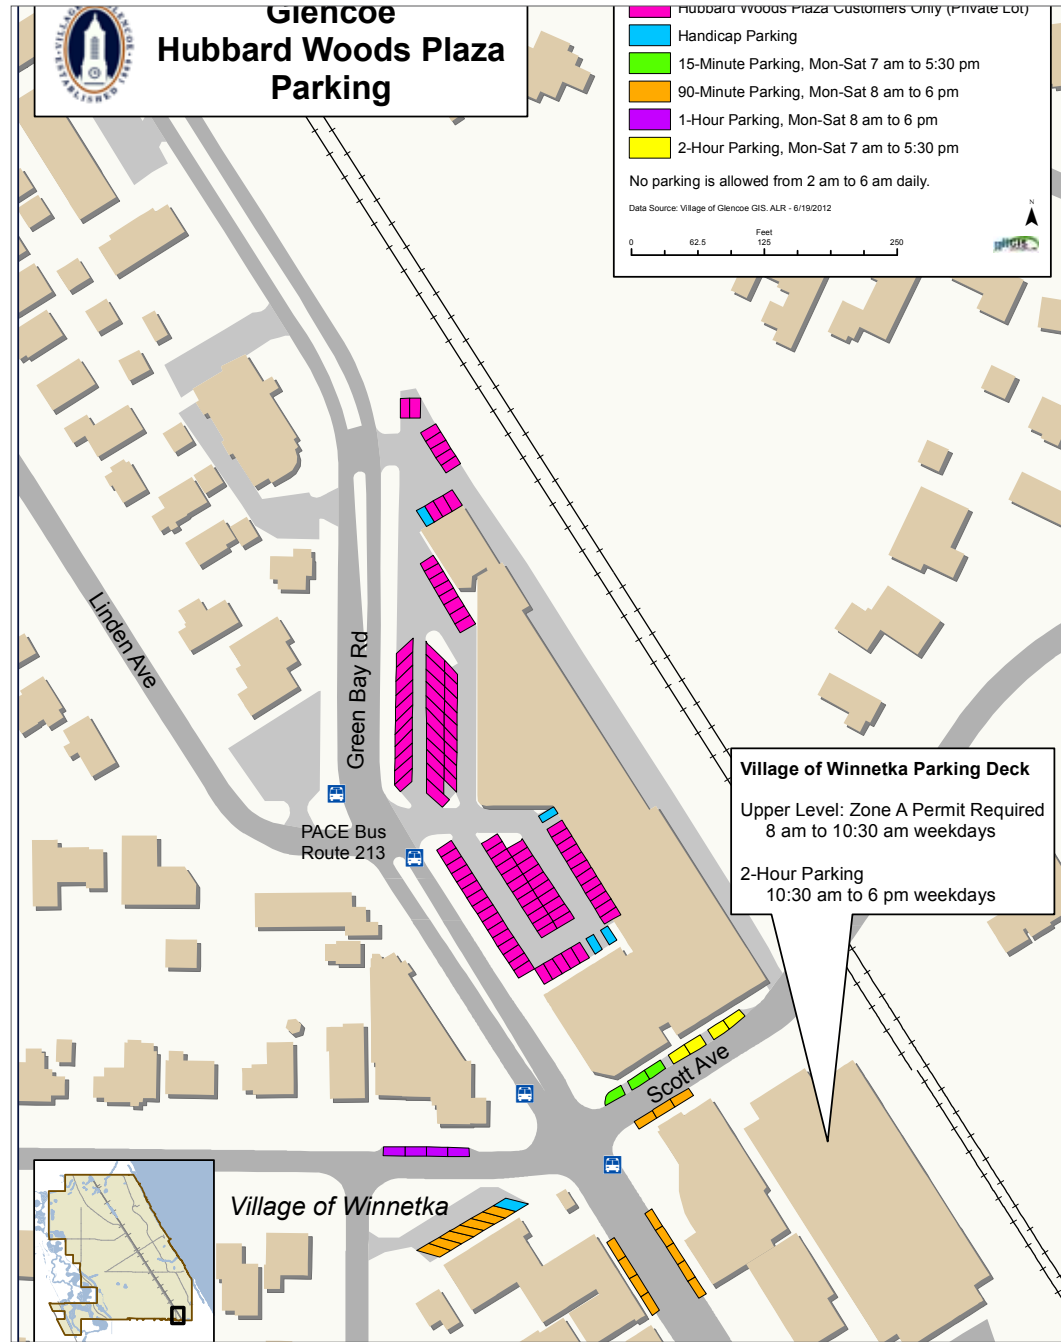 Glencoe
Hubbard Woods Plaza
Parking
VILLAGE OF GLENCOE
ESTABLISHED 1869
Hubbard Woods Plaza Customers Only (Private Lot)
Handicap Parking
15-Minute Parking, Mon-Sat 7 am to 5:30 pm
90-Minute Parking, Mon-Sat 8 am to 6 pm
1-Hour Parking, Mon-Sat 8 am to 6 pm
2-Hour Parking, Mon-Sat 7 am to 5:30 pm
No parking is allowed from 2 am to 6 am daily.
Data Source: Village of Glencoe GIS. ALR - 6/19/2012
N
Feet
0 62.5 125 250
Linden Ave
Green Bay Rd
PACE Bus
Route 213
Village of Winnetka Parking Deck
Upper Level: Zone A Permit Required
8 am to 10:30 am weekdays
2-Hour Parking
10:30 am to 6 pm weekdays
Scott Ave
Village of Winnetka